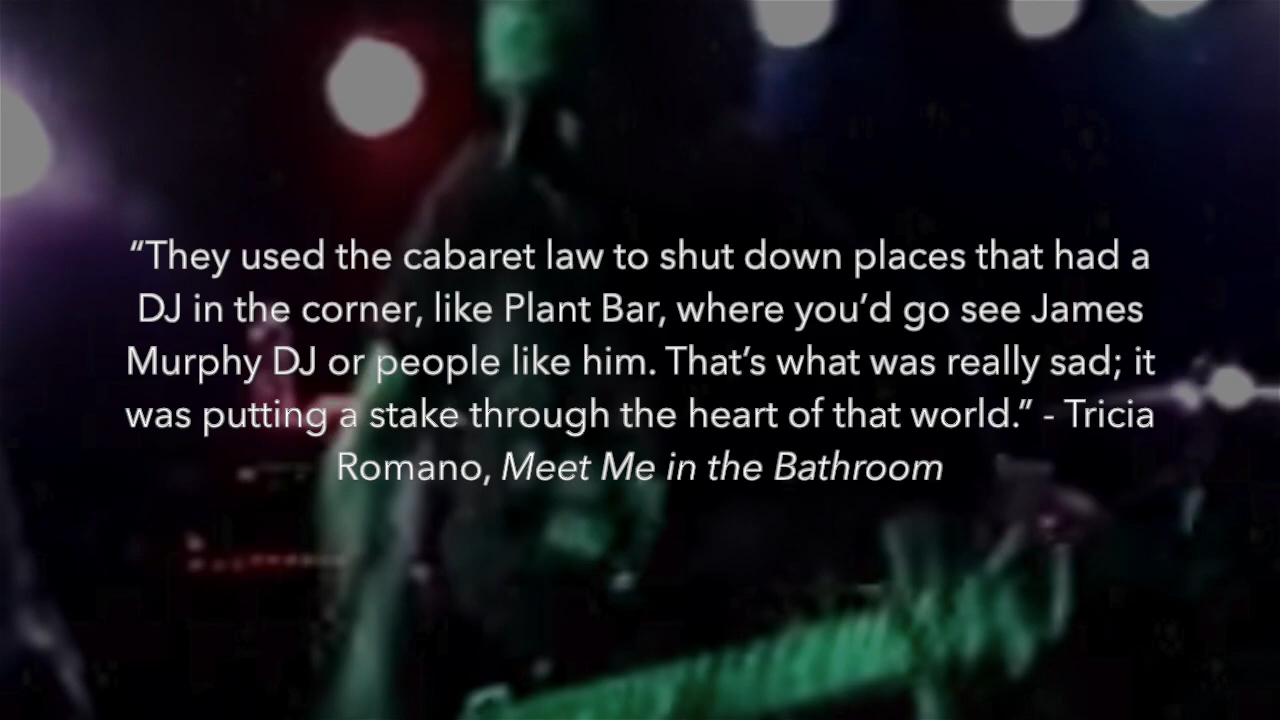 “They used the cabaret law to shut down places that had a
DJ in the corner, like Plant Bar, where you’d go see James
Murphy DJ or people like him. That’s what was really sad; it
was putting a stake through the heart of that world.” - Tricia
Romano, Meet Me in the Bathroom